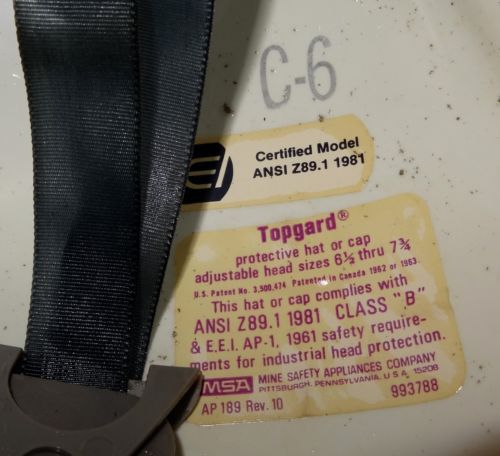 C-6
EI
Certified Model
ANSI Z89.1 1981
Topgard®
protective hat or cap
adjustable head sizes 6½ thru 7¾
U.S. Patent No. 3,500,474 Patented in Canada 1962 or 1963
This hat or cap complies with
ANSI Z89.1 1981 CLASS "B"
& E.E.I. AP-1, 1961 safety require-
ments for industrial head protection.
MSA MINE SAFETY APPLIANCES COMPANY
PITTSBURGH, PENNSYLVANIA, U.S.A. 15208
AP 189 Rev. 10 993788